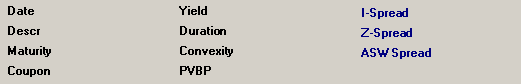 Date Yield I-Spread
Descr Duration Z-Spread
Maturity Convexity ASW Spread
Coupon PVBP